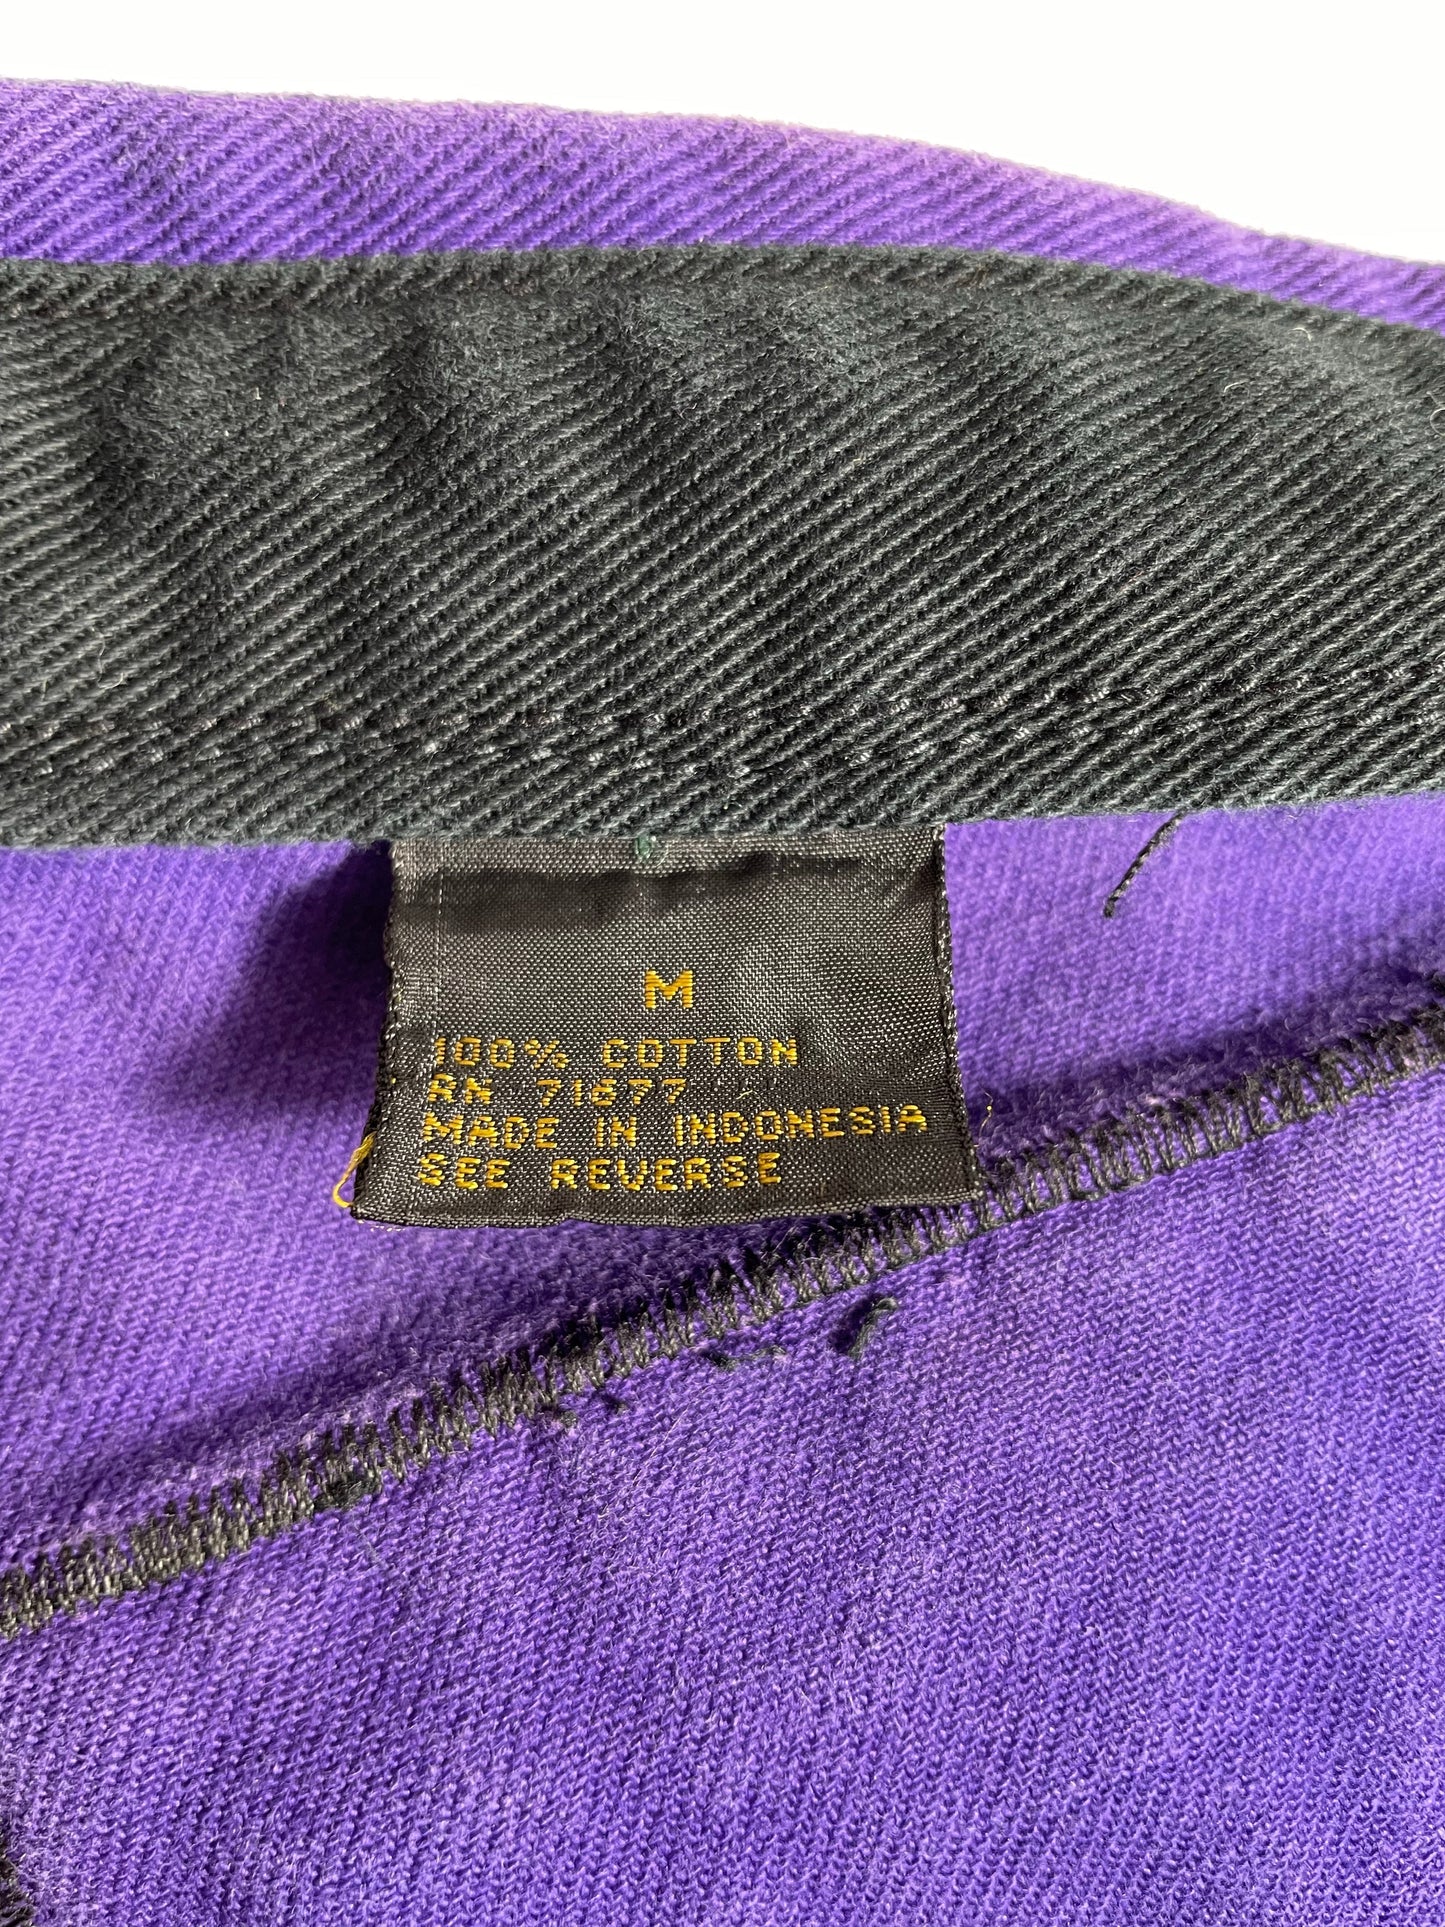 M
100% COTTON
RN 71677
MADE IN INDONESIA
SEE REVERSE